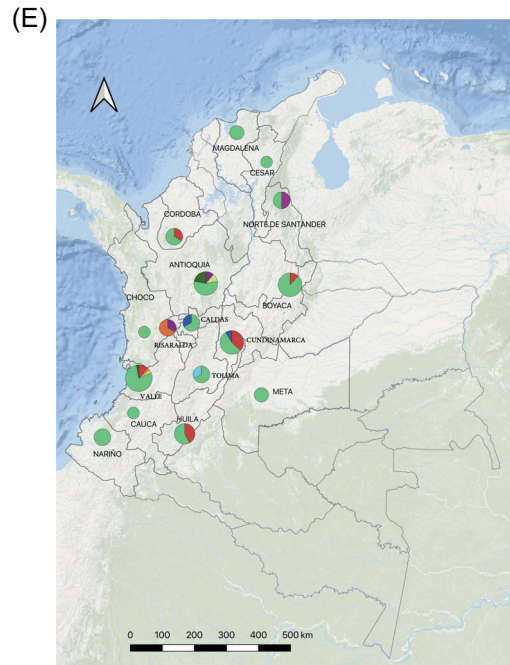 (E)
MAGDALENA
CESAR
CORDOBA
NORTE DE SANTANDER
ANTIOQUIA
CHOCO
BOYACA
CALDAS
RISARALDA
CUNDINAMARCA
TOLIMA
VALLE
META
CAUCA
HUILA
NARIÑO
0 100 200 300 400 500 km